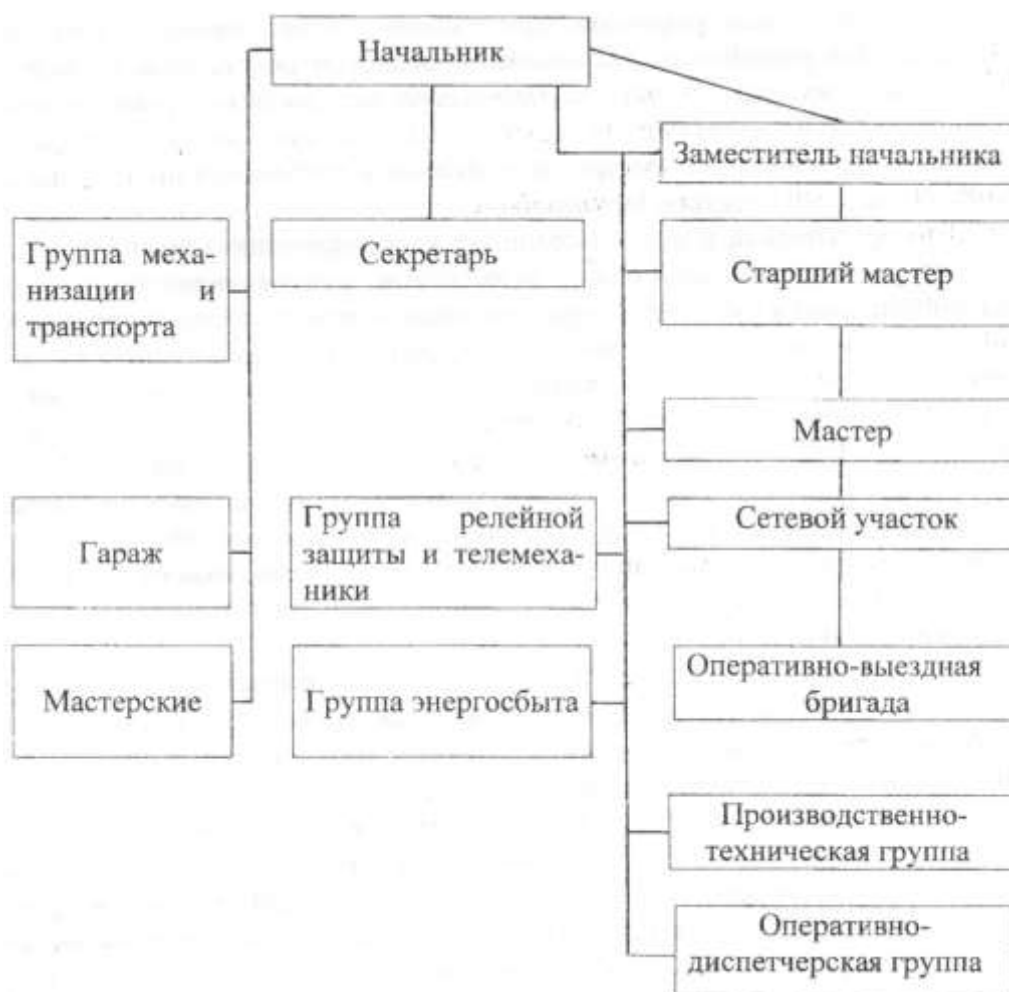 Начальник
Заместитель начальника
Группа меха-
низации и
транспорта
Секретарь
Старший мастер
Мастер
Гараж
Группа релейной
защиты и телемеха-
ники
Сетевой участок
Мастерские
Группа энергосбыта
Оперативно-выездная
бригада
Производственно-
техническая группа
Оперативно-
диспетчерская группа